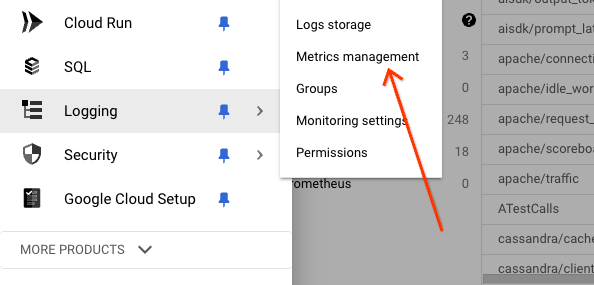 Cloud Run
SQL
Logging
Security
Google Cloud Setup
MORE PRODUCTS
Logs storage
Metrics management
Groups
Monitoring settings
Permissions
rometheus
?
3
0
248
18
0
aisdk/output_tok
aisdk/prompt_lat
apache/connecti
apache/idle_wor
apache/request_
apache/scoreboa
apache/traffic
ATestCalls
cassandra/cache
cassandra/client